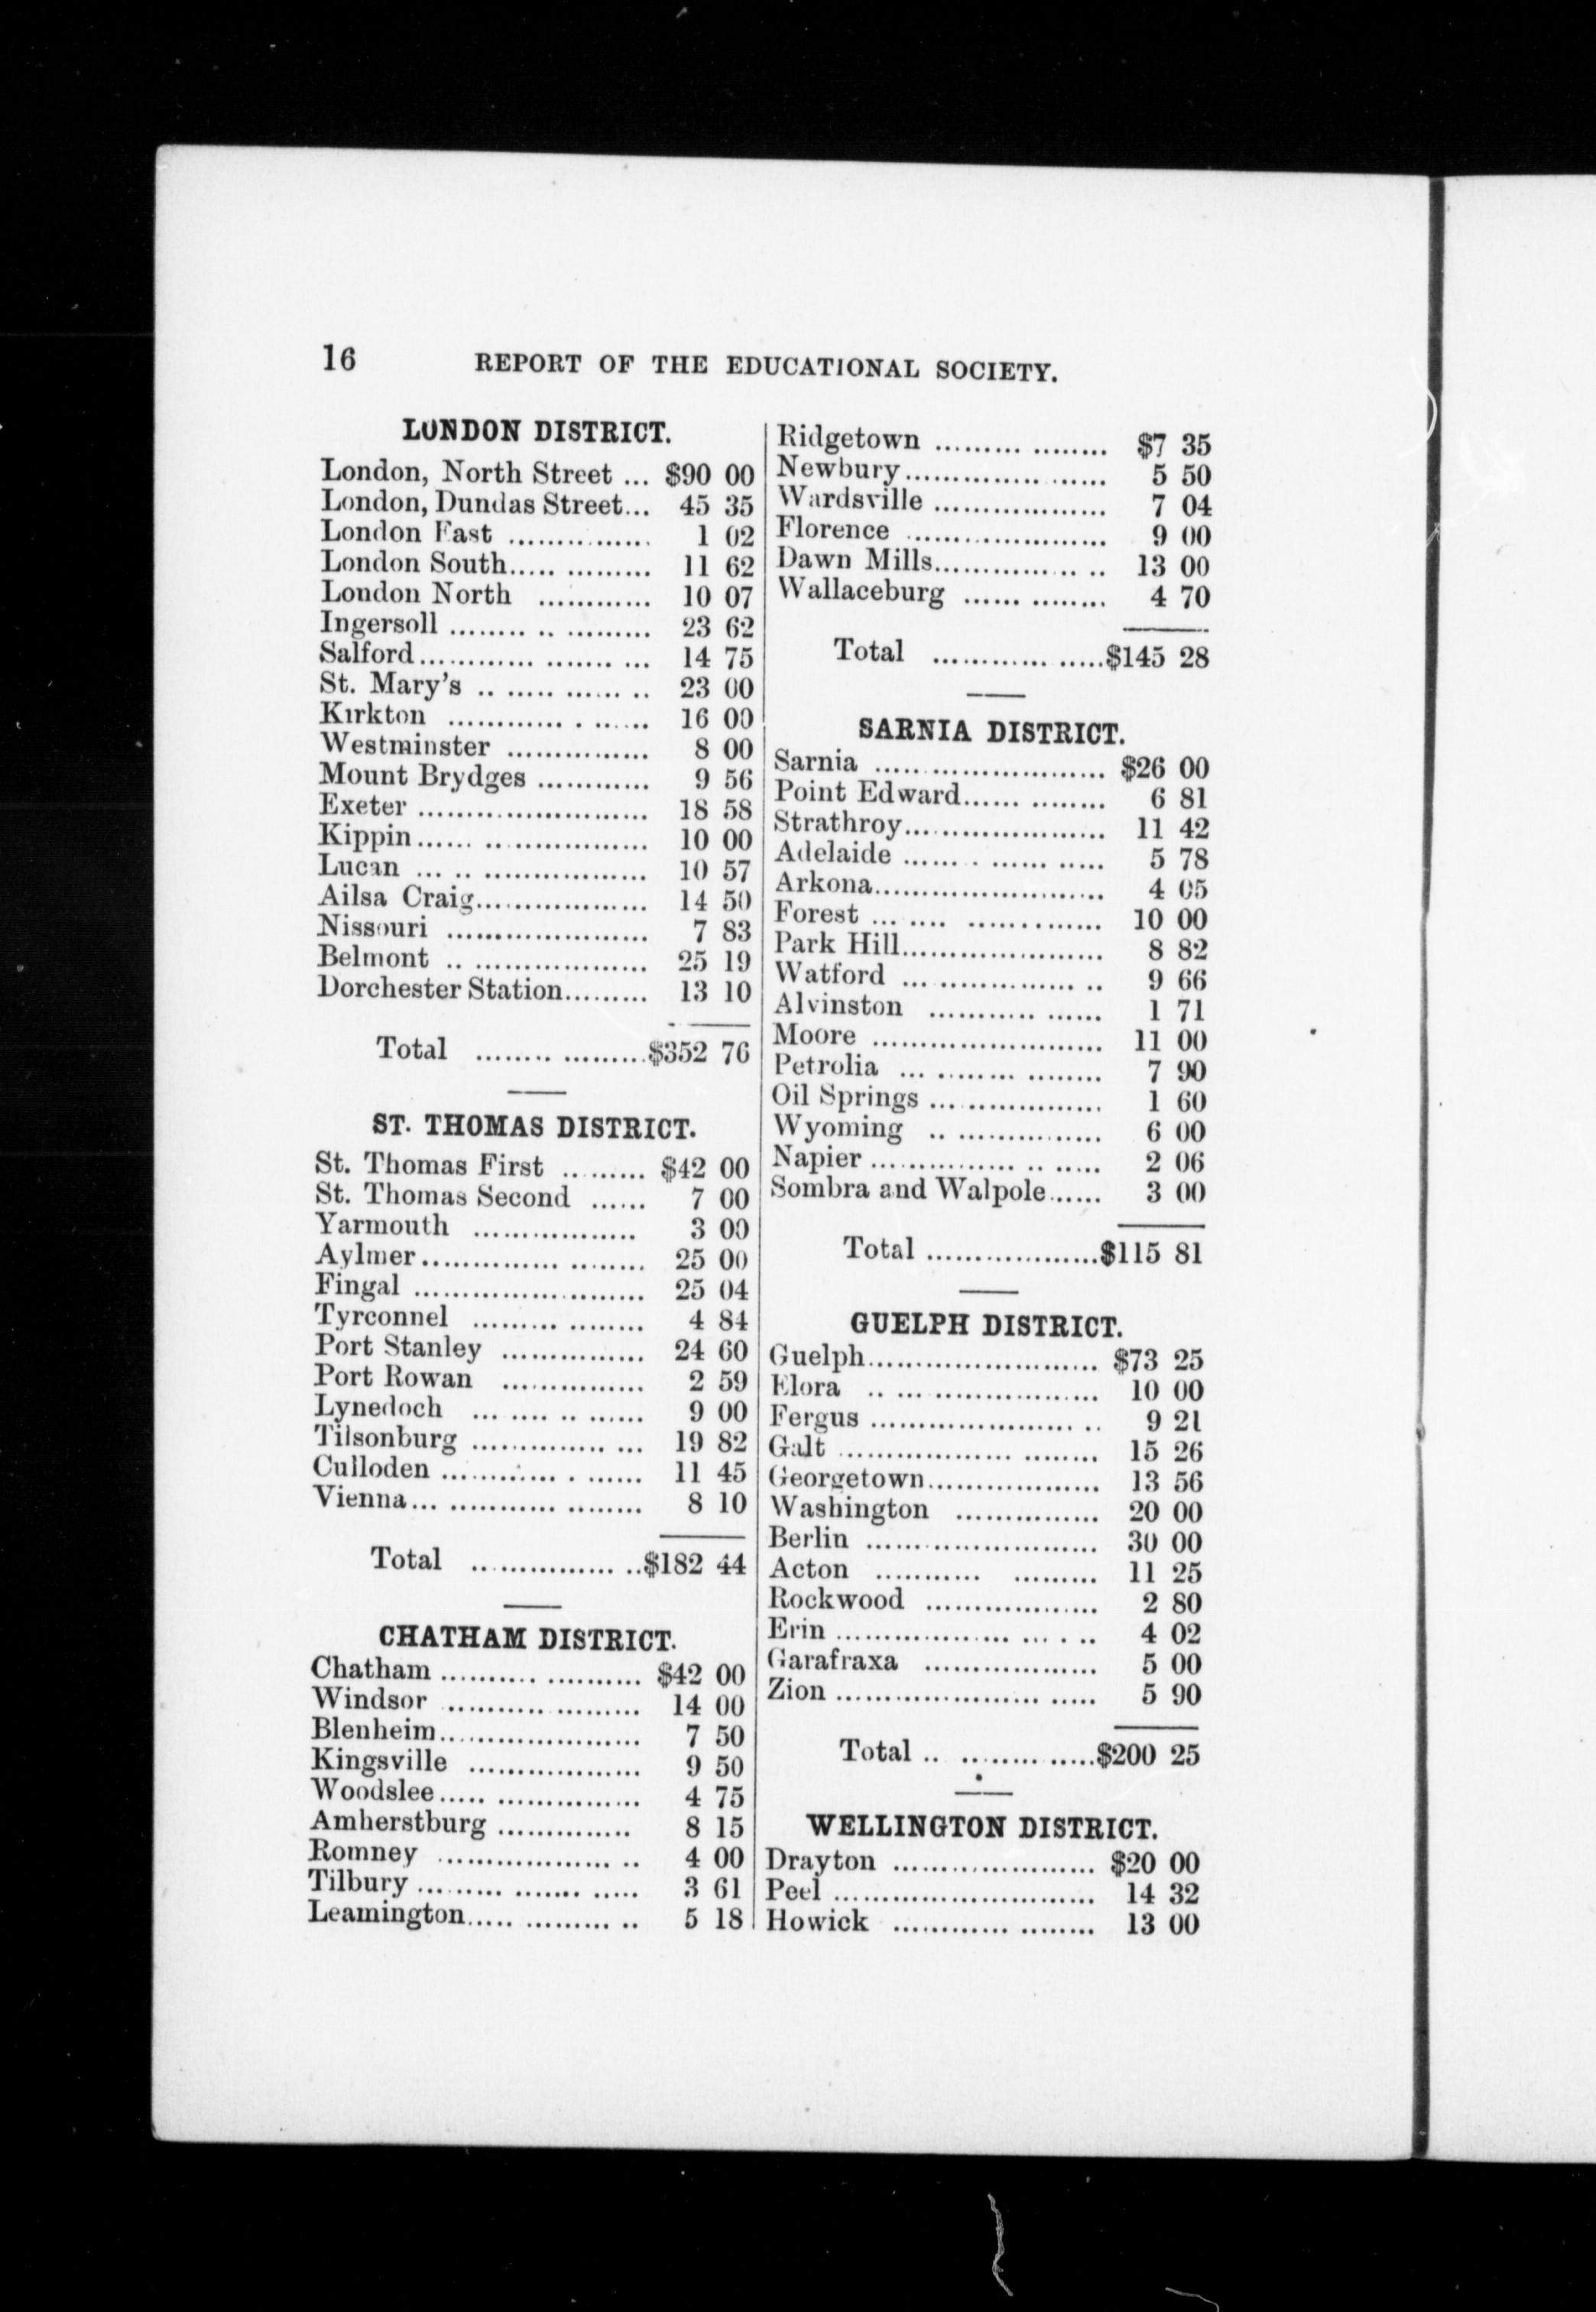 16 REPORT OF THE EDUCATIONAL SOCIETY.
LONDON DISTRICT.
London, North Street ... $90 00
London, Dundas Street... 45 35
London East ............... 1 02
London South............... 11 62
London North ............ 10 07
Ingersoll ................... 23 62
Salford....................... 14 75
St. Mary's .................. 23 00
Kirkton ................... 16 00
Westminster ............... 8 00
Mount Brydges ............ 9 56
Exeter ........................ 18 58
Kippin........................ 10 00
Lucan ........................ 10 57
Ailsa Craig.................. 14 50
Nissouri ..................... 7 83
Belmont ..................... 25 19
Dorchester Station......... 13 10
Total ..................$352 76
ST. THOMAS DISTRICT.
St. Thomas First ......... $42 00
St. Thomas Second ...... 7 00
Yarmouth ................. 3 00
Aylmer....................... 25 00
Fingal ........................ 25 04
Tyrconnel ................. 4 84
Port Stanley ............... 24 60
Port Rowan ............... 2 59
Lynedoch ............... 9 00
Tilsonburg ................. 19 82
Culloden ................... 11 45
Vienna....................... 8 10
Total .................$182 44
CHATHAM DISTRICT.
Chatham .................... $42 00
Windsor ................... 14 00
Blenheim..................... 7 50
Kingsville .................. 9 50
Woodslee.................... 4 75
Amherstburg .............. 8 15
Romney .................... 4 00
Tilbury ..................... 3 61
Leamington................ 5 18
Ridgetown .................. $7 35
Newbury..................... 5 50
Wardsville .................. 7 04
Florence ..................... 9 00
Dawn Mills................. 13 00
Wallaceburg .............. 4 70
Total .................$145 28
SARNIA DISTRICT.
Sarnia ........................ $26 00
Point Edward.............. 6 81
Strathroy.................... 11 42
Adelaide ................... 5 78
Arkona........................ 4 05
Forest ..................... 10 00
Park Hill..................... 8 82
Watford .................... 9 66
Alvinston ................. 1 71
Moore ........................ 11 00
Petrolia .................... 7 90
Oil Springs .................. 1 60
Wyoming ................. 6 00
Napier ...................... 2 06
Sombra and Walpole...... 3 00
Total ..................$115 81
GUELPH DISTRICT.
Guelph........................ $73 25
Elora ...................... 10 00
Fergus ....................... 9 21
Galt .......................... 15 26
Georgetown.................. 13 56
Washington ............... 20 00
Berlin ........................ 30 00
Acton .................... 11 25
Rockwood .................. 2 80
Erin ........................ 4 02
Garafraxa .................. 5 00
Zion .......................... 5 90
Total ................$200 25
WELLINGTON DISTRICT.
Drayton ..................... $20 00
Peel ........................... 14 32
Howick .................... 13 00